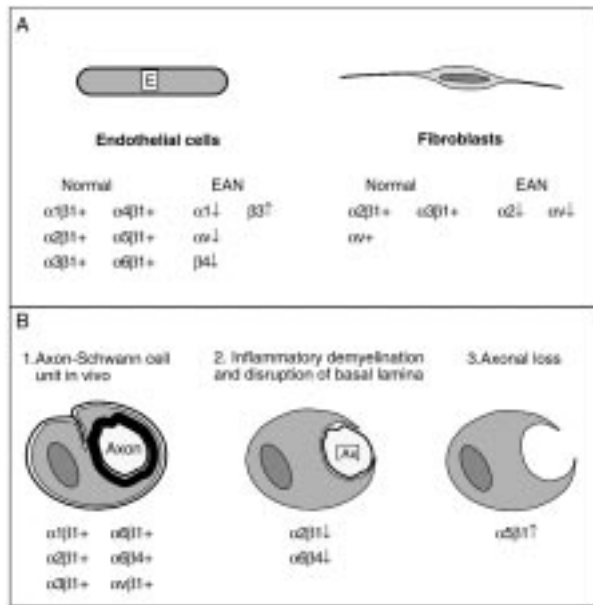 A
E
Endothelial cells
Fibroblasts
Normal EAN
α1β1+ α4β1+ α1↓ β3↑
α2β1+ α5β1+ αv↓
α3β1+ α6β1+ β4↓
Normal EAN
α2β1+ α3β1+ α2↓ αv↓
αv+
B
1.Axon-Schwann cell
unit in vivo
2. Inflammatory demyelination
and disruption of basal lamina
3.Axonal loss
Axon
Ax
α1β1+ α6β1+
α2β1+ α6β4+
α3β1+ αvβ1+
α2β1↓
α6β4↓
α5β1↑